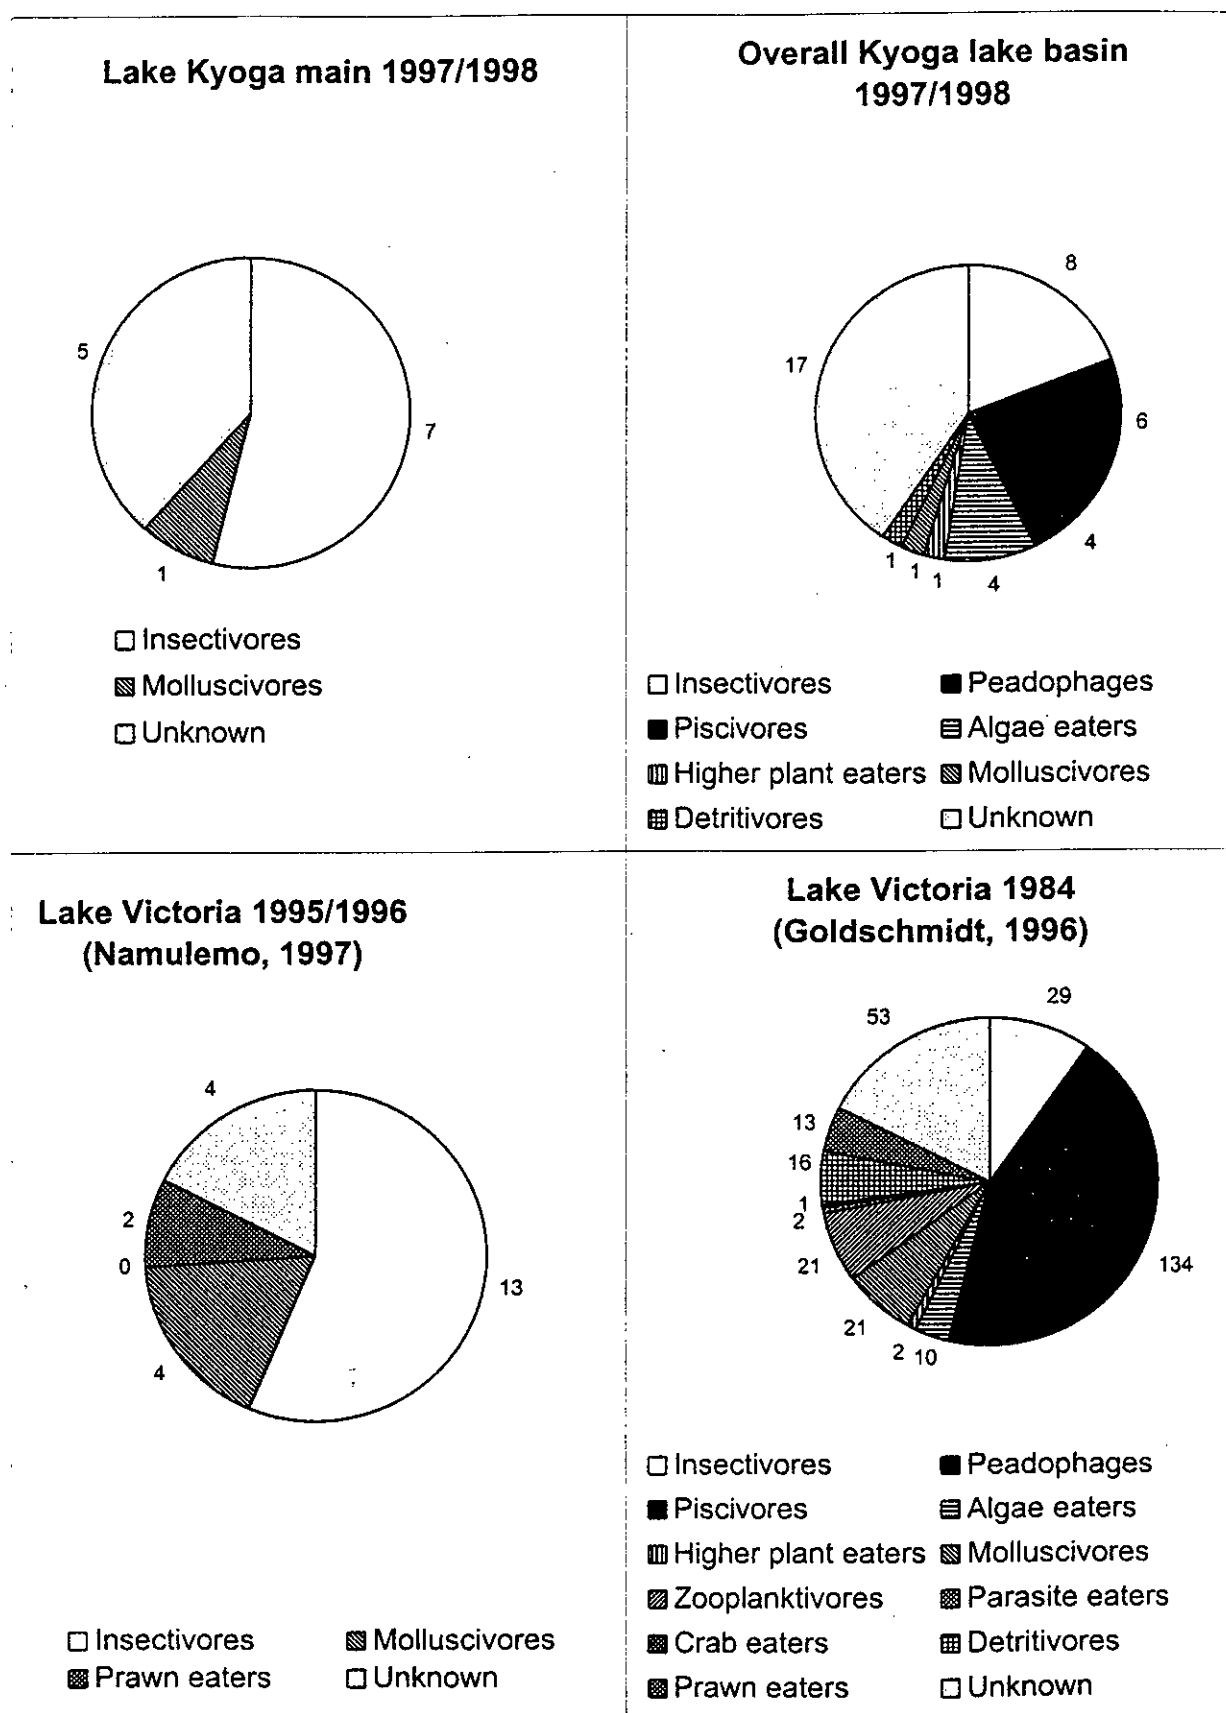 Lake Kyoga main 1997/1998
5
7
1
Insectivores
Molluscivores
Unknown
Overall Kyoga lake basin
1997/1998
8
17
6
4
1 1 1 4
Insectivores Peadophages
Piscivores Algae eaters
Higher plant eaters Molluscivores
Detritivores Unknown
Lake Victoria 1995/1996
(Namulemo, 1997)
4
2
0
13
4
Insectivores Molluscivores
Prawn eaters Unknown
Lake Victoria 1984
(Goldschmidt, 1996)
29
53
13
16
1
2
21
134
21
2 10
Insectivores Peadophages
Piscivores Algae eaters
Higher plant eaters Molluscivores
Zooplanktivores Parasite eaters
Crab eaters Detritivores
Prawn eaters Unknown